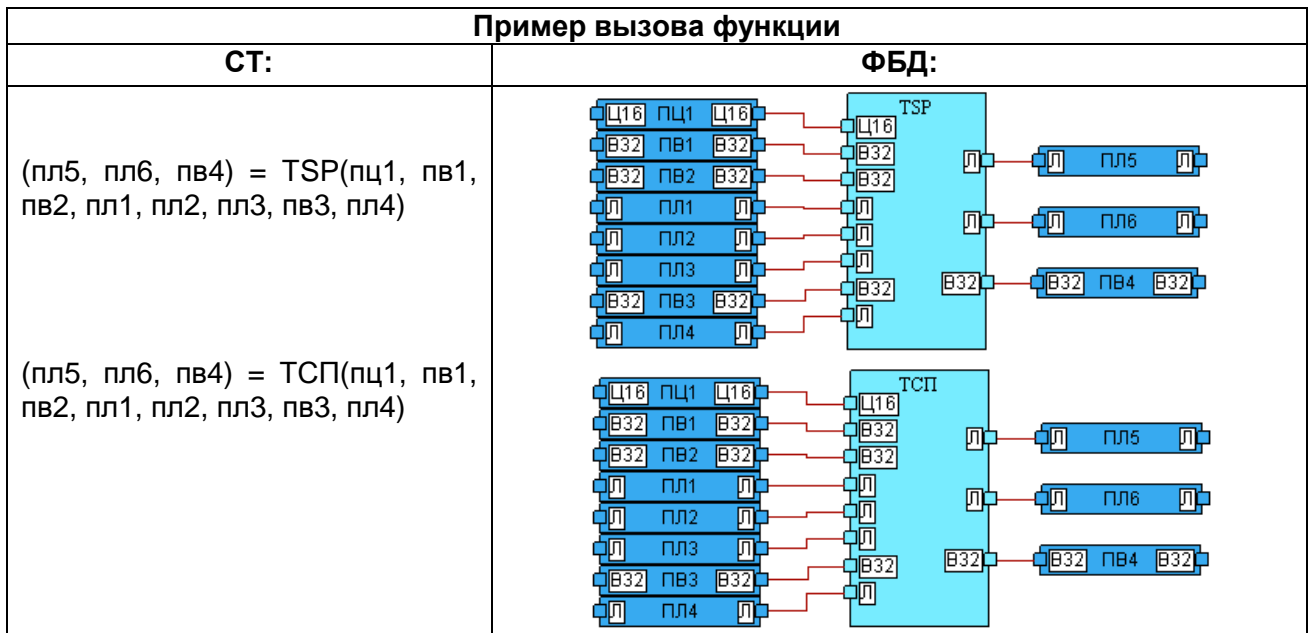 Пример вызова функции
СТ:
ФБД:
(пл5, пл6, пв4) = TSP(пц1, пв1,
пв2, пл1, пл2, пл3, пв3, пл4)
(пл5, пл6, пв4) = ТСП(пц1, пв1,
пв2, пл1, пл2, пл3, пв3, пл4)
TSP
Ц16 ПЦ1 Ц16
В32 ПВ1 В32
В32 ПВ2 В32
Л ПЛ1 Л
Л ПЛ2 Л
Л ПЛ3 Л
В32 ПВ3 В32
Л ПЛ4 Л
Ц16
В32
В32
Л
Л
Л
В32
Л
Л
Л
В32
Л ПЛ5 Л
Л ПЛ6 Л
В32 ПВ4 В32
ТСП
Ц16 ПЦ1 Ц16
В32 ПВ1 В32
В32 ПВ2 В32
Л ПЛ1 Л
Л ПЛ2 Л
Л ПЛ3 Л
В32 ПВ3 В32
Л ПЛ4 Л
Ц16
В32
В32
Л
Л
Л
В32
Л
Л
Л
В32
Л ПЛ5 Л
Л ПЛ6 Л
В32 ПВ4 В32